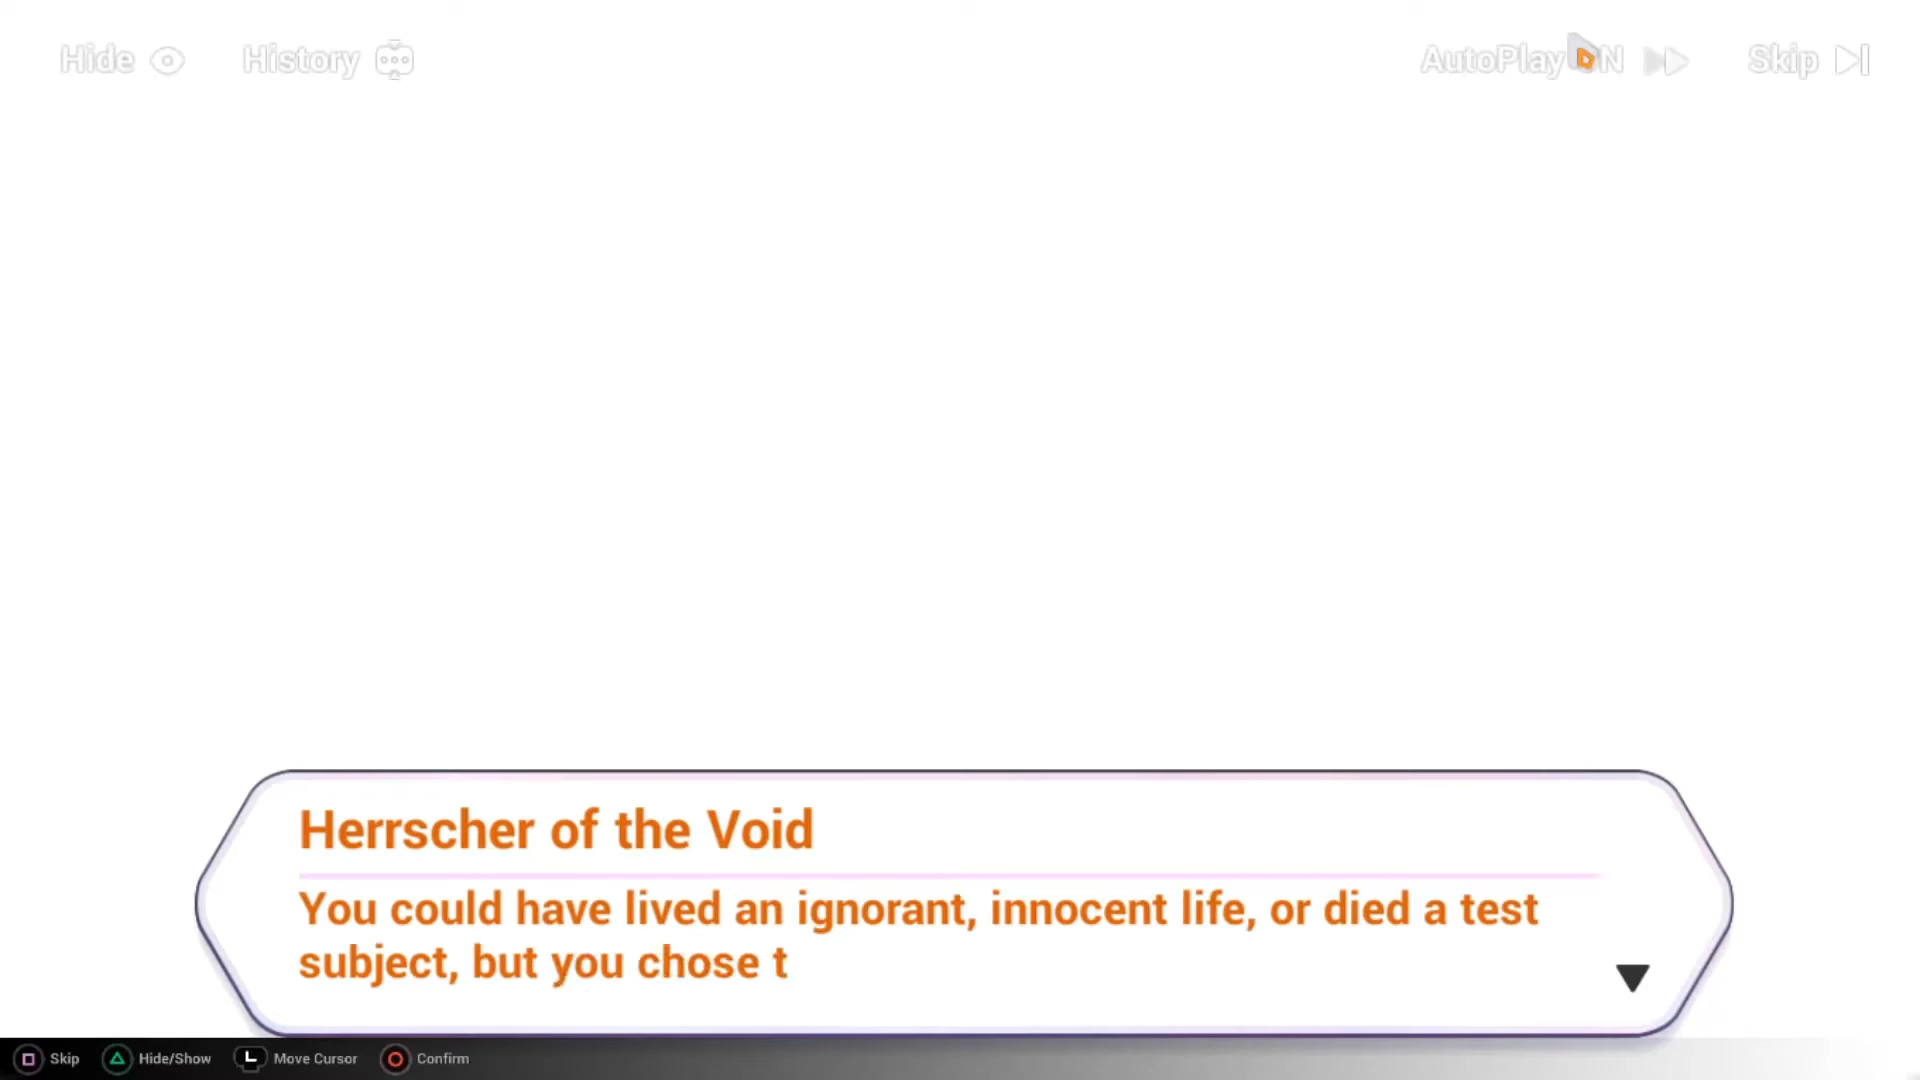 Hide History AutoPlay ON Skip
Herrscher of the Void
You could have lived an ignorant, innocent life, or died a test
subject, but you chose t
Skip Hide/Show L Move Cursor Confirm